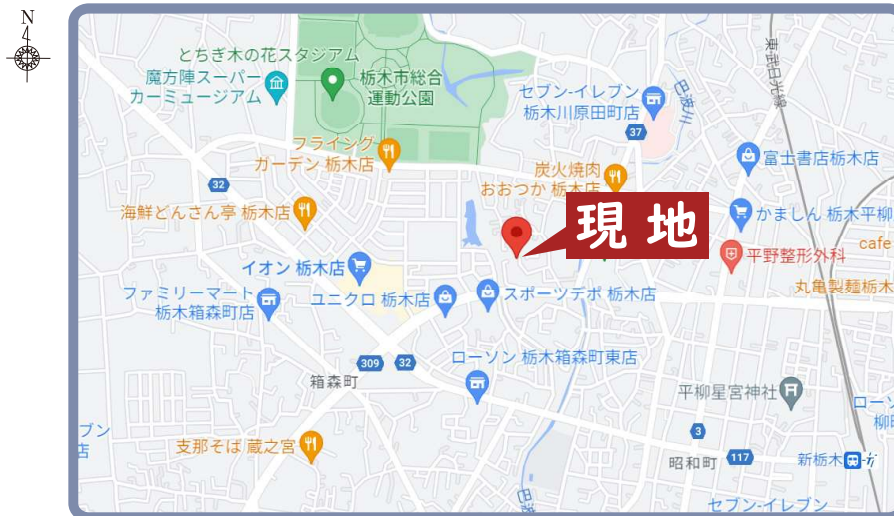 N
とちぎ木の花スタジアム
魔方陣スーパー
カーミュージアム
栃木市総合
運動公園
セブン-イレブン
栃木川原田町店
巴波川
東武日光線
37
フライング
ガーデン 栃木店
炭火焼肉
おおつか 栃木店
富士書店栃木店
32
海鮮どんさん亭 栃木店
現地
かましん 栃木平柳
cafe
平野整形外科
イオン 栃木店
ファミリーマート
栃木箱森町店
ユニクロ 栃木店
スポーツデポ 栃木店
丸亀製麺栃木
309
32
箱森町
ローソン 栃木箱森町東店
平柳星宮神社
ローソ
柳町
ブン
店
支那そば 蔵之宮
3
昭和町
117
新栃木
巴波
セブン-イレブン